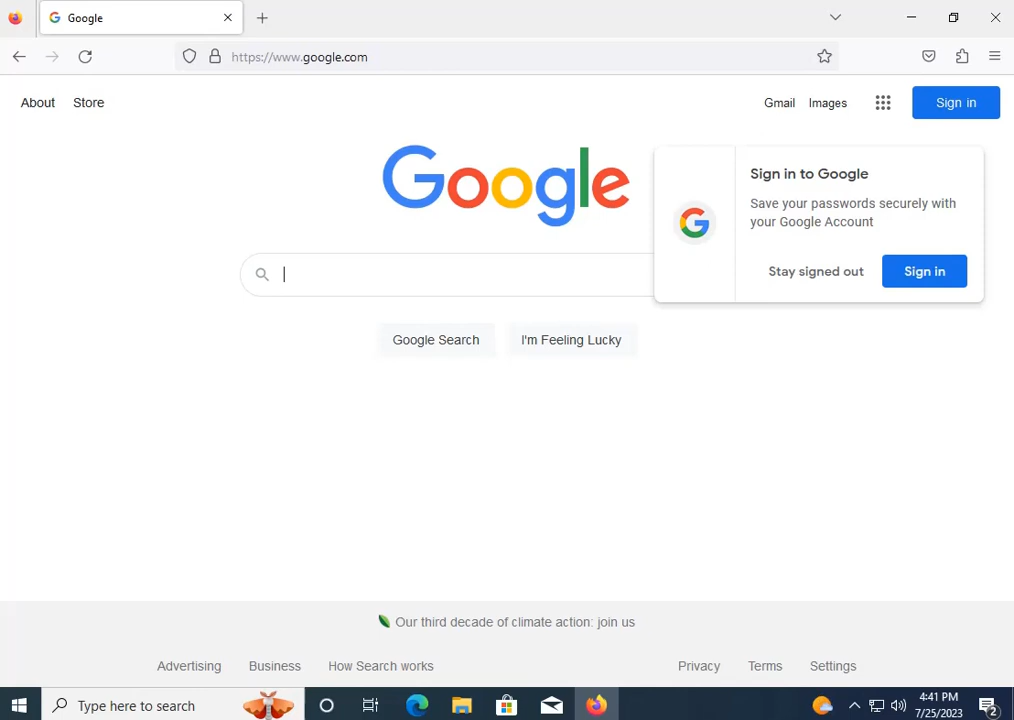 Google
https://www.google.com
About
Store
Gmail
Images
Sign in
Google
Sign in to Google
Save your passwords securely with
your Google Account
Stay signed out
Sign in
Google Search
I'm Feeling Lucky
Our third decade of climate action: join us
Advertising
Business
How Search works
Privacy
Terms
Settings
Type here to search
4:41 PM
7/25/2023
2